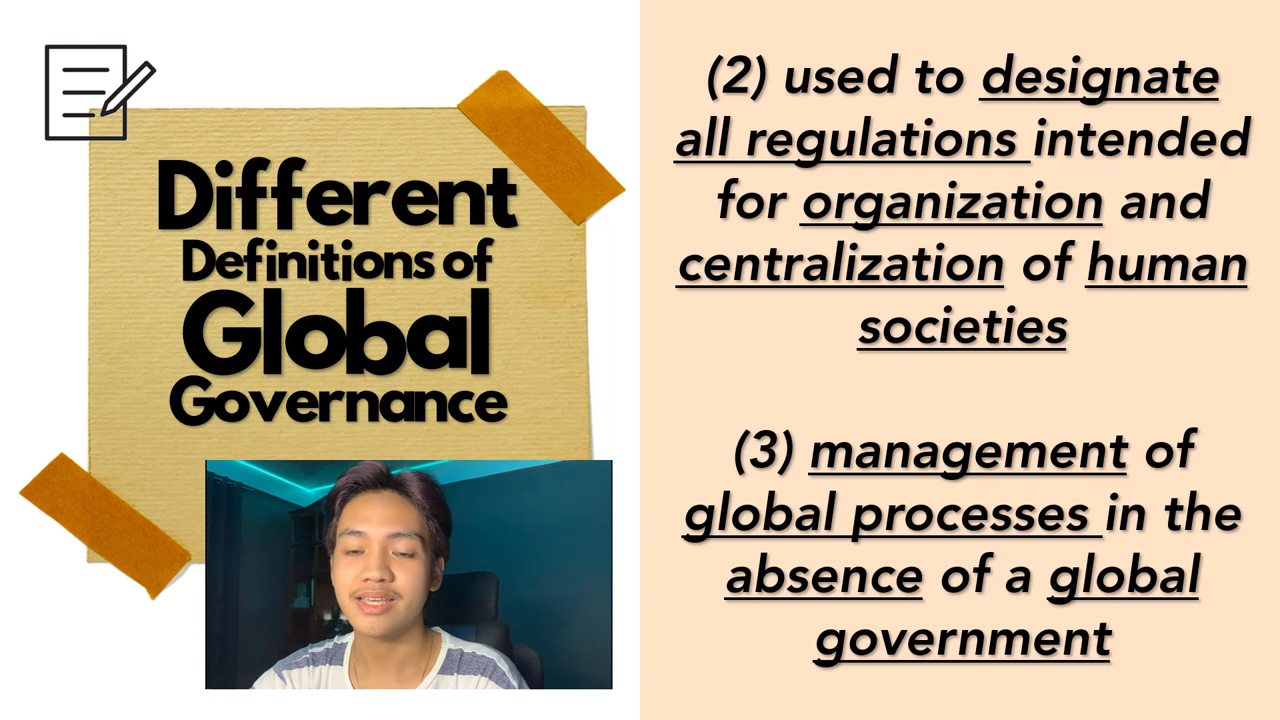 Different
Definitions of
Global
Governance
(2) used to designate
all regulations intended
for organization and
centralization of human
societies
(3) management of
global processes in the
absence of a global
government